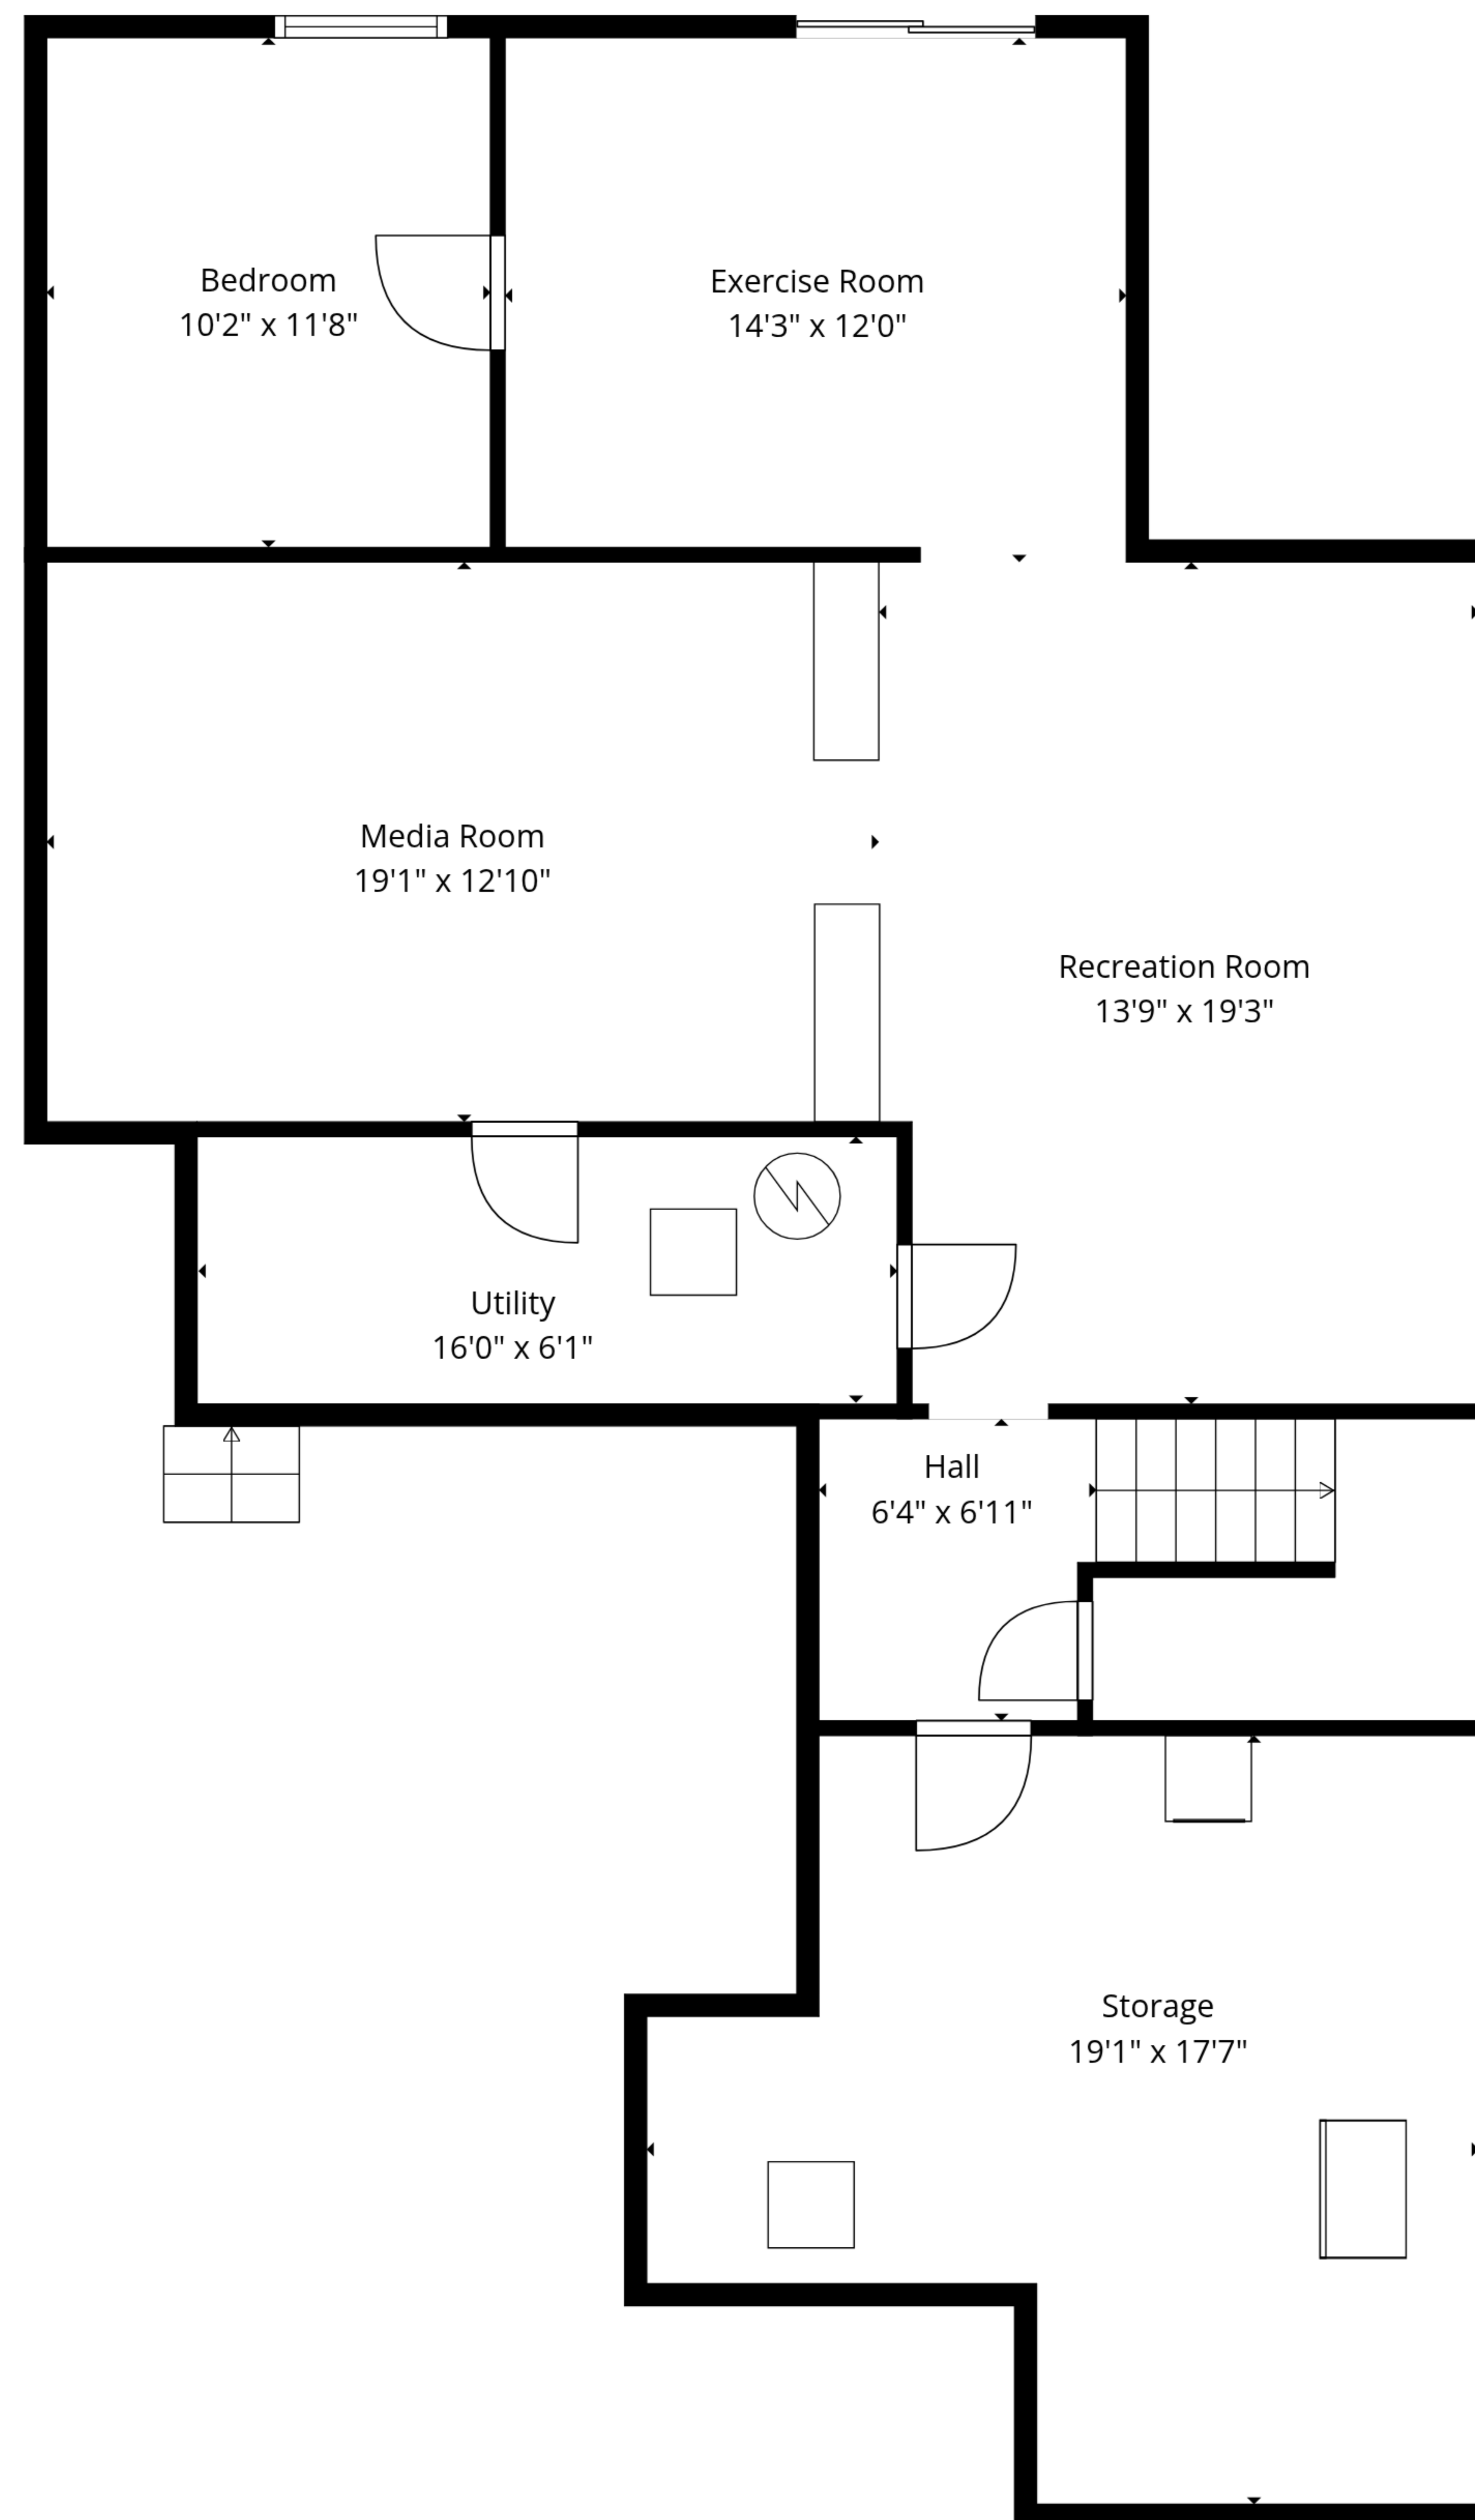 Bedroom
10'2" x 11'8"
Exercise Room
14'3" x 12'0"
Media Room
19'1" x 12'10"
Recreation Room
13'9" x 19'3"
Utility
16'0" x 6'1"
Hall
6'4" x 6'11"
Storage
19'1" x 17'7"